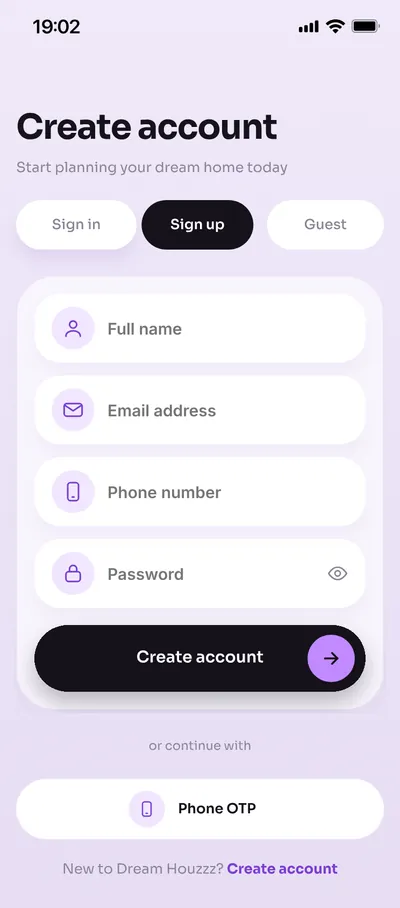 19:02
Create account
Start planning your dream home today
Sign in Sign up Guest
Full name
Email address
Phone number
Password
Create account
or continue with
Phone OTP
New to Dream Houzzz? Create account